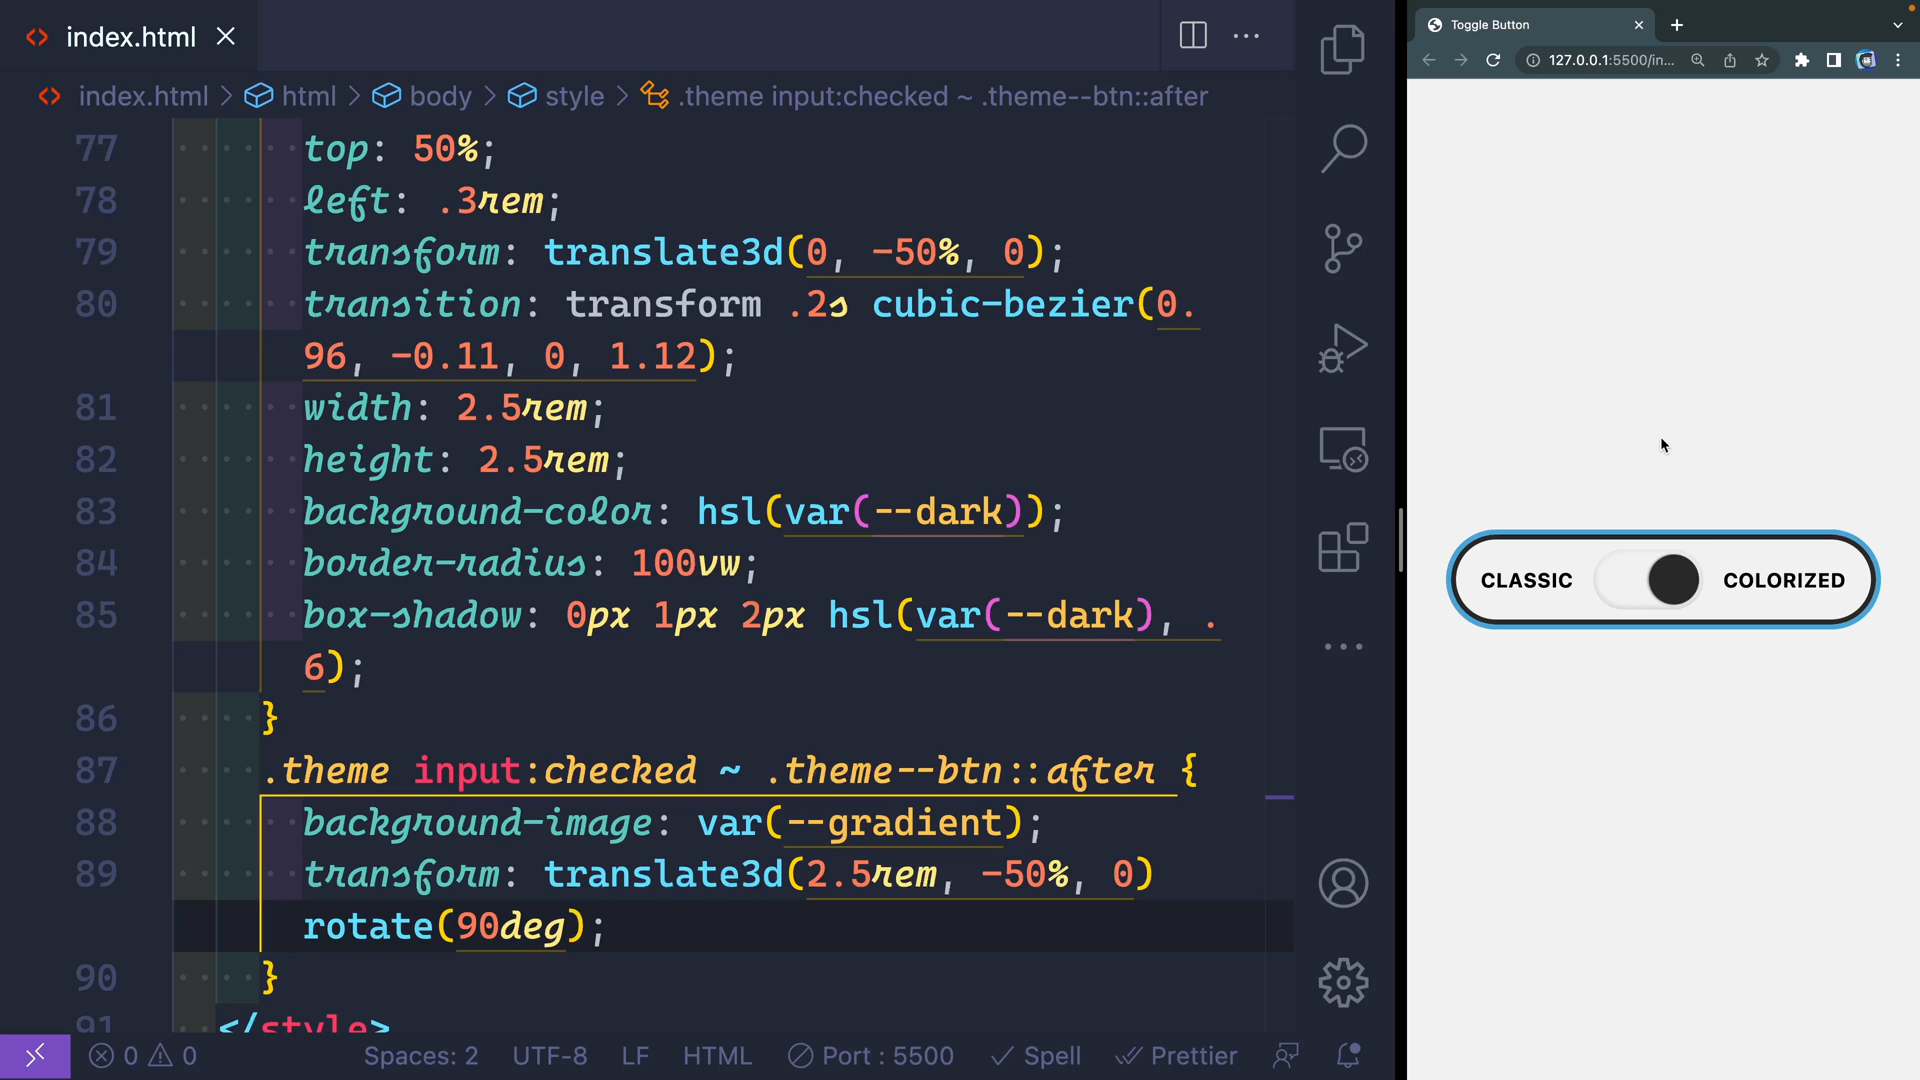 index.html
index.html > html > body > style > .theme input:checked ~ .theme--btn::after
77 top: 50%;
78 left: .3rem;
79 transform: translate3d(0, -50%, 0);
80 transition: transform .2s cubic-bezier(0.
96, -0.11, 0, 1.12);
81 width: 2.5rem;
82 height: 2.5rem;
83 background-color: hsl(var(--dark));
84 border-radius: 100vw;
85 box-shadow: 0px 1px 2px hsl(var(--dark), .
6);
86 }
87 .theme input:checked ~ .theme--btn::after {
88 background-image: var(--gradient);
89 transform: translate3d(2.5rem, -50%, 0)
rotate(90deg);
90 }
91 </style>
0 0 Spaces: 2 UTF-8 LF HTML Port : 5500 Spell Prettier
Toggle Button
127.0.0.1:5500/in...
CLASSIC COLORIZED